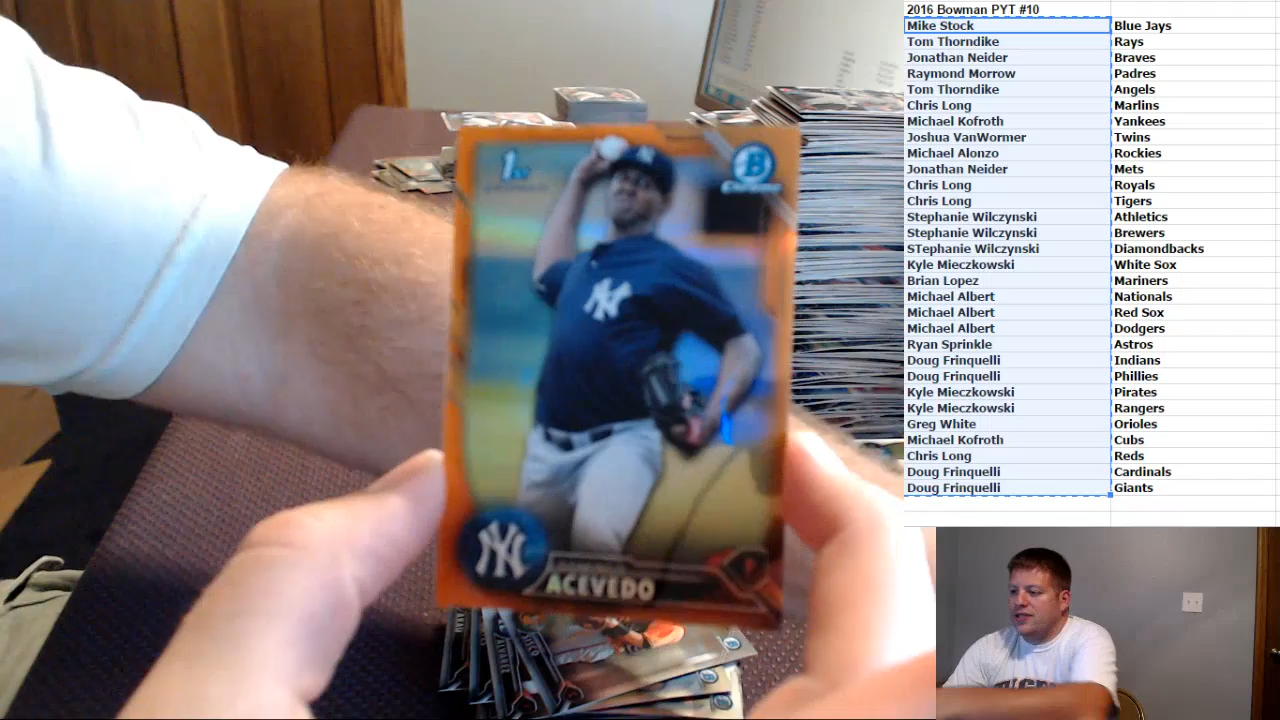 2016 Bowman PYT #10
Mike Stock Blue Jays
Tom Thorndike Rays
Jonathan Neider Braves
Raymond Morrow Padres
Tom Thorndike Angels
Chris Long Marlins
Michael Kofroth Yankees
Joshua VanWormer Twins
Michael Alonzo Rockies
Jonathan Neider Mets
Chris Long Royals
Chris Long Tigers
Stephanie Wilczynski Athletics
Stephanie Wilczynski Brewers
STephanie Wilczynski Diamondbacks
Kyle Mieczkowski White Sox
Brian Lopez Mariners
Michael Albert Nationals
Michael Albert Red Sox
Michael Albert Dodgers
Ryan Sprinkle Astros
Doug Frinquelli Indians
Doug Frinquelli Phillies
Kyle Mieczkowski Pirates
Kyle Mieczkowski Rangers
Greg White Orioles
Michael Kofroth Cubs
Chris Long Reds
Doug Frinquelli Cardinals
Doug Frinquelli Giants
1st
B
Chrome
NY
NY
ACEVEDO
ALVAREZ